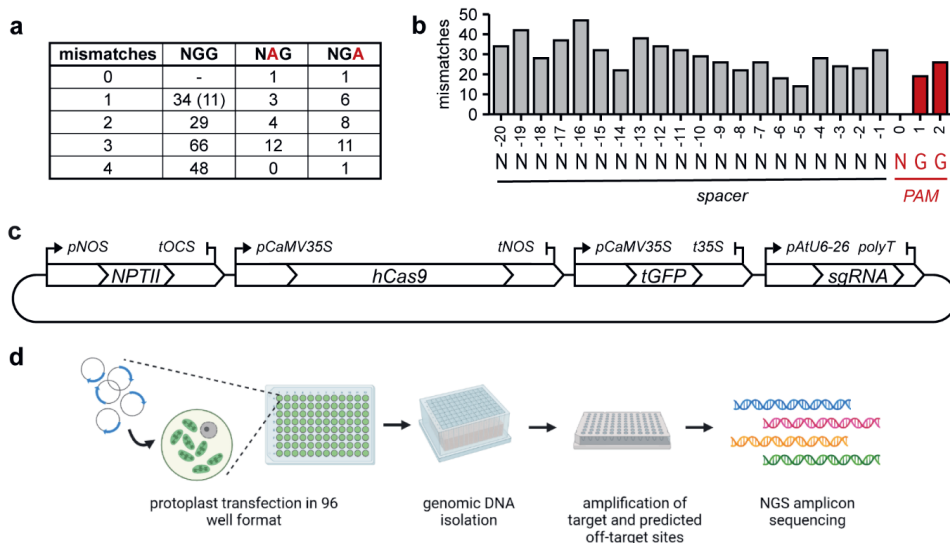 a
mismatches NGG NAG NGA
0 - 1 1
1 34 (11) 3 6
2 29 4 8
3 66 12 11
4 48 0 1
b
mismatches
50
40
30
20
10
0
-20 -19 -18 -17 -16 -15 -14 -13 -12 -11 -10 -9 -8 -7 -6 -5 -4 -3 -2 -1 0 1 2
N N N N N N N N N N N N N N N N N N N N N G G
spacer PAM
c
pNOS tOCS pCaMV35S tNOS pCaMV35S t35S pAtU6-26 polyT
NPTII hCas9 tGFP sgRNA
d
protoplast transfection in 96
well format
genomic DNA
isolation
amplification of
target and predicted
off-target sites
NGS amplicon
sequencing